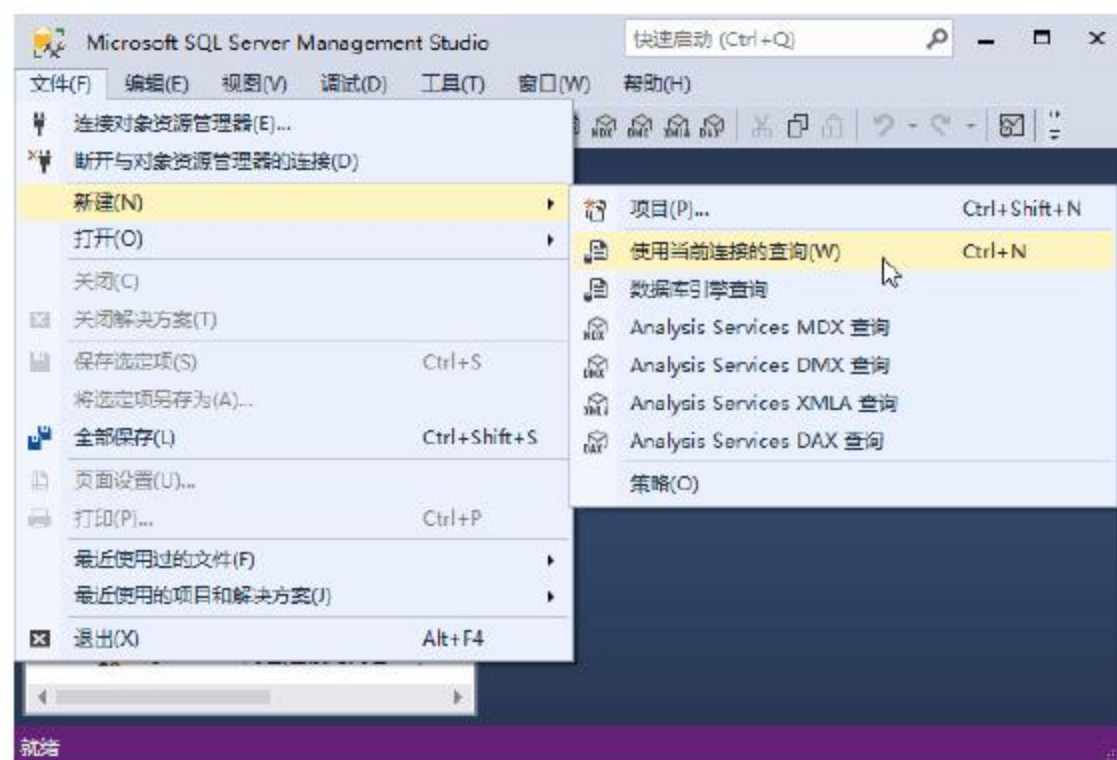 Microsoft SQL Server Management Studio
快速启动 (Ctrl+Q)
文件(F) 编辑(E) 视图(V) 调试(D) 工具(T) 窗口(W) 帮助(H)
连接对象资源管理器(E)...
断开与对象资源管理器的连接(D)
新建(N)
打开(O)
关闭(C)
关闭解决方案(T)
保存选定项(S) Ctrl+S
将选定项另存为(A)...
全部保存(L) Ctrl+Shift+S
页面设置(U)...
打印(P)... Ctrl+P
最近使用过的文件(F)
最近使用的项目和解决方案(J)
退出(X) Alt+F4
项目(P)... Ctrl+Shift+N
使用当前连接的查询(W) Ctrl+N
数据库引擎查询
Analysis Services MDX 查询
Analysis Services DMX 查询
Analysis Services XMLA 查询
Analysis Services DAX 查询
策略(O)
就绪